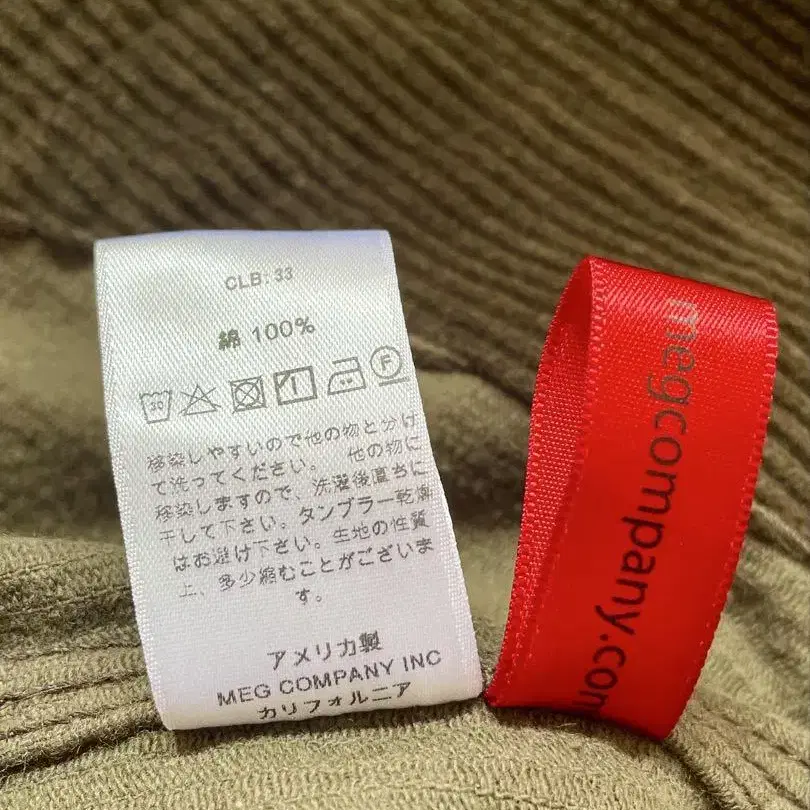 CLB: 33
綿 100%
30
F
移染しやすいので他の物とかけ
て洗ってください。 他の物に
移染しますので、洗濯後直ちに
干して下さい。タンブラー乾燥
はお避け下さい。生地の性質
上、多少縮むことがございま
す。
アメリカ製
MEG COMPANY INC
カリフォルニア
megcompany.com